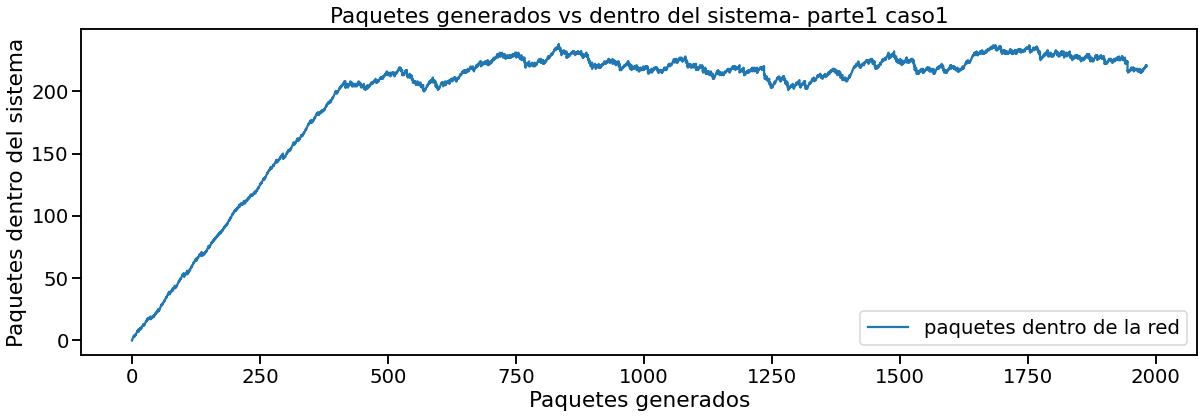 Paquetes generados vs dentro del sistema- parte1 caso1
Paquetes dentro del sistema
200
150
100
50
0
paquetes dentro de la red
0 250 500 750 1000 1250 1500 1750 2000
Paquetes generados